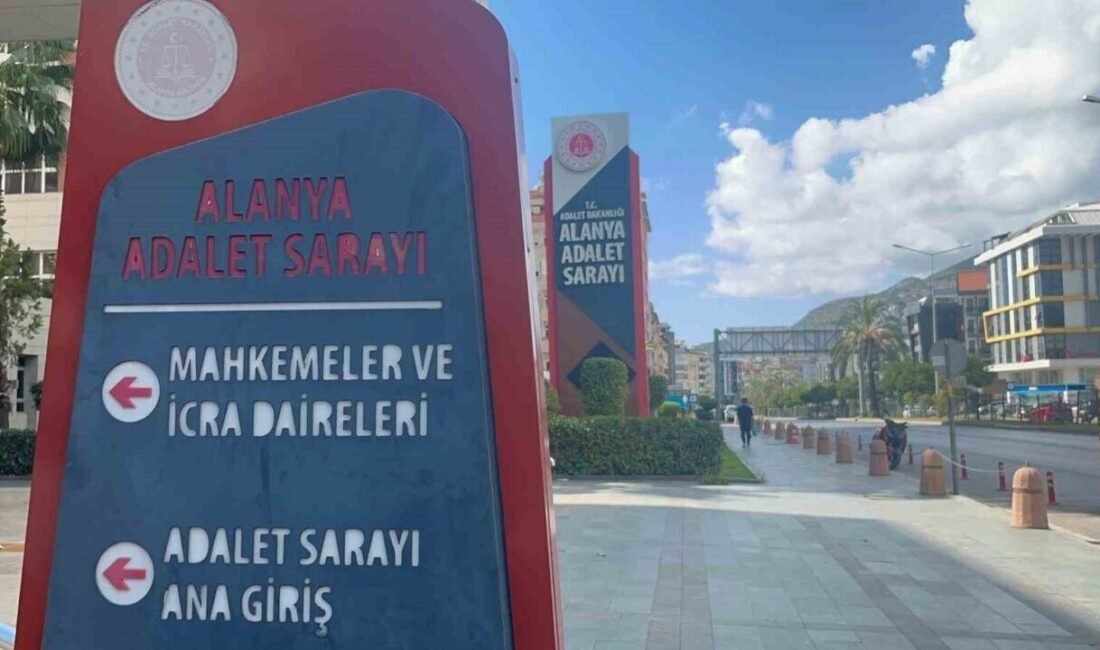 ALANYA
ADALET SARAYI
MAHKEMELER VE
İCRA DAİRELERİ
ADALET SARAYI
ANA GİRİŞ
T.C.
ADALET BAKANLIĞI
ALANYA
ADALET
SARAYI